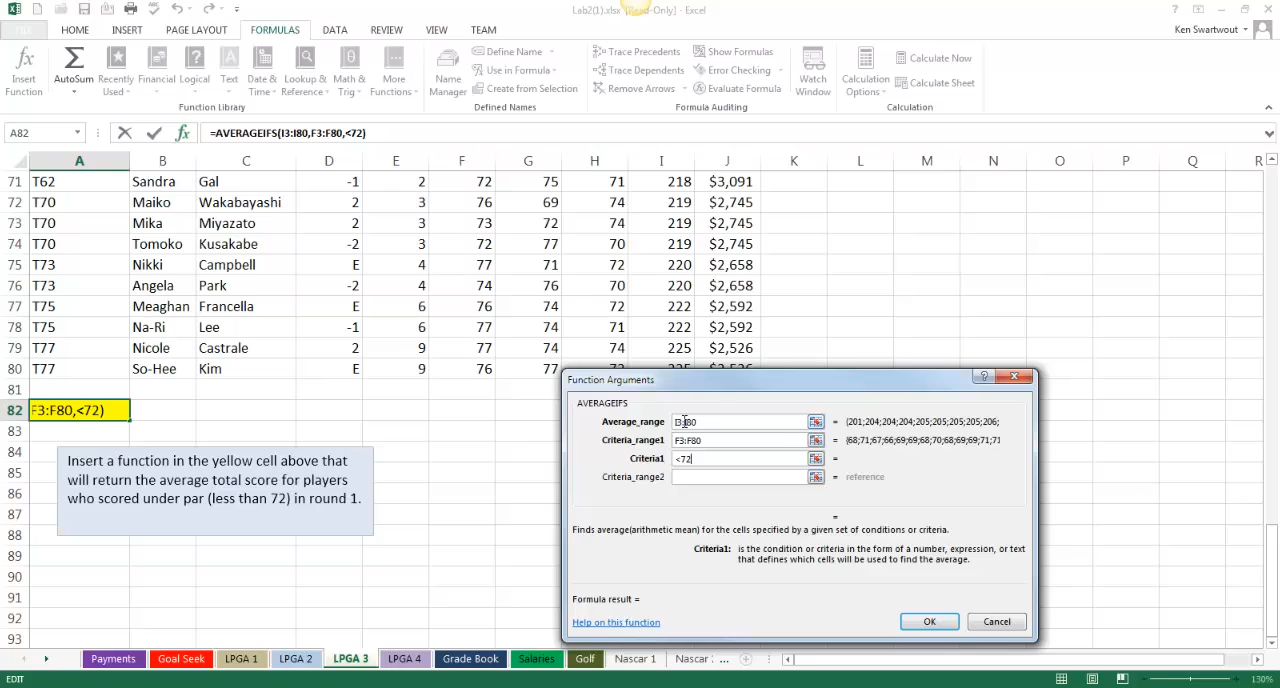 Lab2(1).xlsx [Read-Only] - Excel
HOME INSERT PAGE LAYOUT FORMULAS DATA REVIEW VIEW TEAM Ken Swartwout
Insert Function
AutoSum
Recently Used
Financial
Logical
Text
Date & Time
Lookup & Reference
Math & Trig
More Functions
Function Library
Name Manager
Define Name
Use in Formula
Create from Selection
Defined Names
Trace Precedents
Trace Dependents
Remove Arrows
Show Formulas
Error Checking
Evaluate Formula
Formula Auditing
Watch Window
Calculation Options
Calculate Now
Calculate Sheet
Calculation
A82 fx =AVERAGEIFS(I3:I80,F3:F80,<72)
A B C D E F G H I J K L M N O P Q R
71 T62 Sandra Gal -1 2 72 75 71 218 $3,091
72 T70 Maiko Wakabayashi 2 3 76 69 74 219 $2,745
73 T70 Mika Miyazato 2 3 73 72 74 219 $2,745
74 T70 Tomoko Kusakabe -2 3 72 77 70 219 $2,745
75 T73 Nikki Campbell E 4 77 71 72 220 $2,658
76 T73 Angela Park -2 4 74 76 70 220 $2,658
77 T75 Meaghan Francella E 6 76 74 72 222 $2,592
78 T75 Na-Ri Lee -1 6 77 74 71 222 $2,592
79 T77 Nicole Castrale 2 9 77 74 74 225 $2,526
80 T77 So-Hee Kim E 9 76 77
81
82 F3:F80,<72)
83
84
85
86
87
88
89
90
91
92
93
Insert a function in the yellow cell above that
will return the average total score for players
who scored under par (less than 72) in round 1.
Function Arguments
AVERAGEIFS
Average_range I3:I80 = {201;204;204;204;205;205;205;205;206;
Criteria_range1 F3:F80 = {68;71;67;66;69;69;68;70;68;69;69;71;71
Criteria1 <72 =
Criteria_range2 = reference
=
Finds average(arithmetic mean) for the cells specified by a given set of conditions or criteria.
Criteria1: is the condition or criteria in the form of a number, expression, or text
that defines which cells will be used to find the average.
Formula result =
Help on this function OK Cancel
Payments Goal Seek LPGA 1 LPGA 2 LPGA 3 LPGA 4 Grade Book Salaries Golf Nascar 1 Nascar ...
EDIT 130%